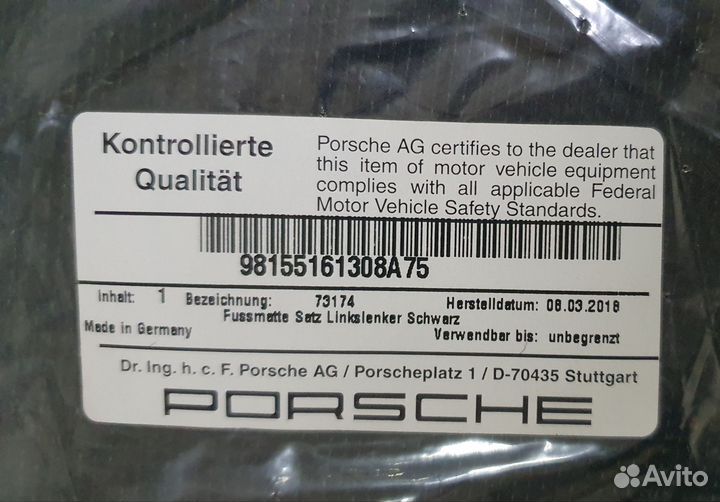 Kontrollierte
Qualität
Porsche AG certifies to the dealer that
this item of motor vehicle equipment
complies with all applicable Federal
Motor Vehicle Safety Standards.
98155161308A75
Inhalt: 1 Bezeichnung: 73174 Herstelldatum: 08.03.2018
Fussmatte Satz Linkslenker Schwarz
Made in Germany Verwendbar bis: unbegrenzt
Dr. Ing. h. c. F. Porsche AG / Porscheplatz 1 / D-70435 Stuttgart
PORSCHE
Avito